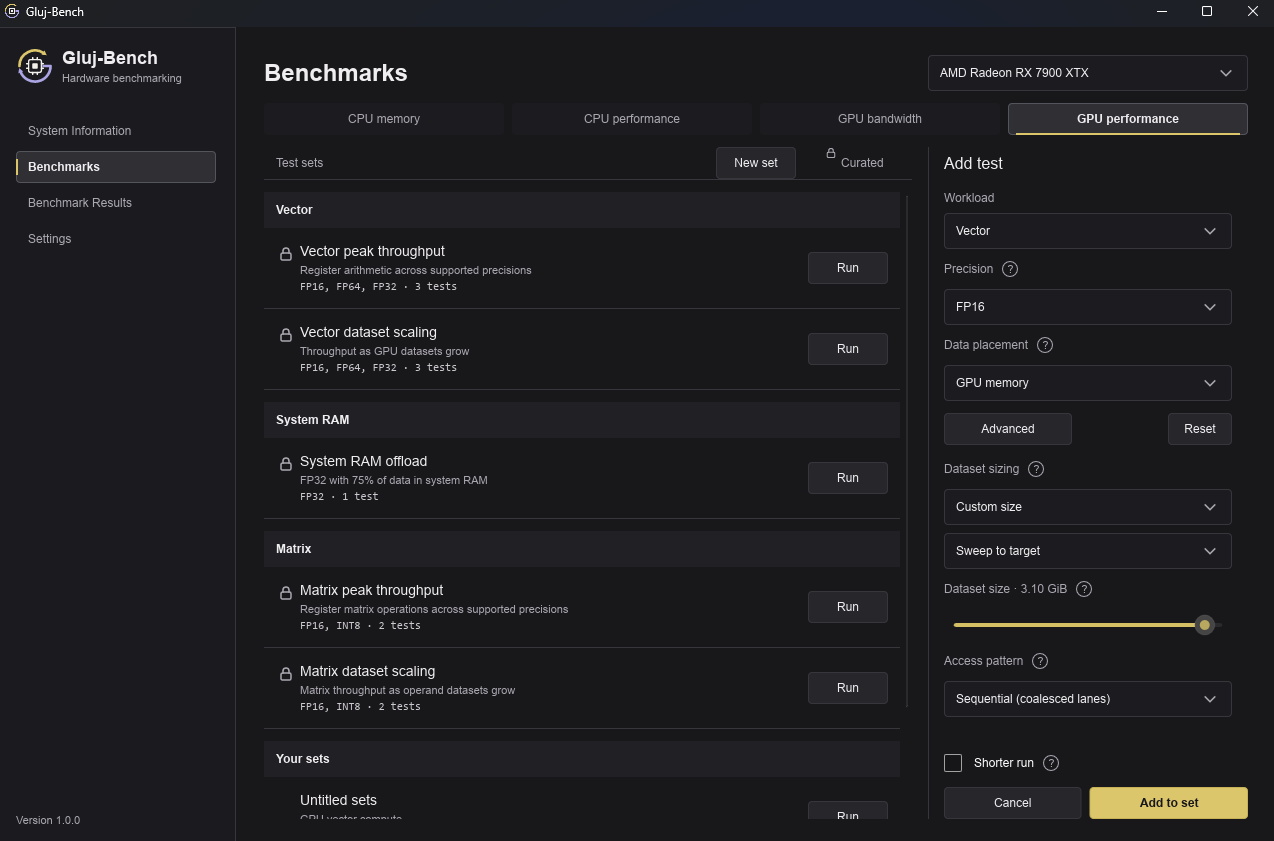 Gluj-Bench
Gluj-Bench
Hardware benchmarking
System Information
Benchmarks
Benchmark Results
Settings
Version 1.0.0
Benchmarks
AMD Radeon RX 7900 XTX
CPU memory
CPU performance
GPU bandwidth
GPU performance
Test sets
New set
Curated
Vector
Vector peak throughput
Register arithmetic across supported precisions
FP16, FP64, FP32 · 3 tests
Run
Vector dataset scaling
Throughput as GPU datasets grow
FP16, FP64, FP32 · 3 tests
Run
System RAM
System RAM offload
FP32 with 75% of data in system RAM
FP32 · 1 test
Run
Matrix
Matrix peak throughput
Register matrix operations across supported precisions
FP16, INT8 · 2 tests
Run
Matrix dataset scaling
Matrix throughput as operand datasets grow
FP16, INT8 · 2 tests
Run
Your sets
Untitled sets
GPU vector compute
Run
Add test
Workload
Vector
Precision ?
FP16
Data placement ?
GPU memory
Advanced
Reset
Dataset sizing ?
Custom size
Sweep to target
Dataset size · 3.10 GiB ?
Access pattern ?
Sequential (coalesced lanes)
Shorter run ?
Cancel
Add to set